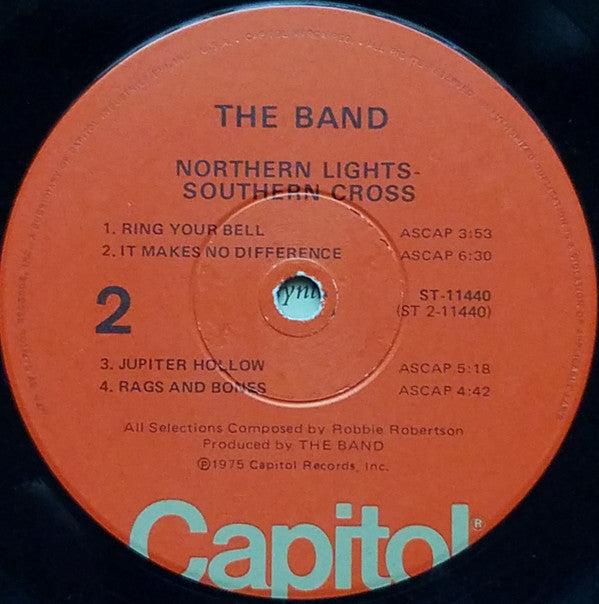 THE BAND
NORTHERN LIGHTS-
SOUTHERN CROSS
1. RING YOUR BELL ASCAP 3:53
2. IT MAKES NO DIFFERENCE ASCAP 6:30
2
ST-11440
(ST 2-11440)
3. JUPITER HOLLOW ASCAP 5:18
4. RAGS AND BONES ASCAP 4:42
All Selections Composed by Robbie Robertson
Produced by THE BAND
℗1975 Capitol Records, Inc.
Capitol®